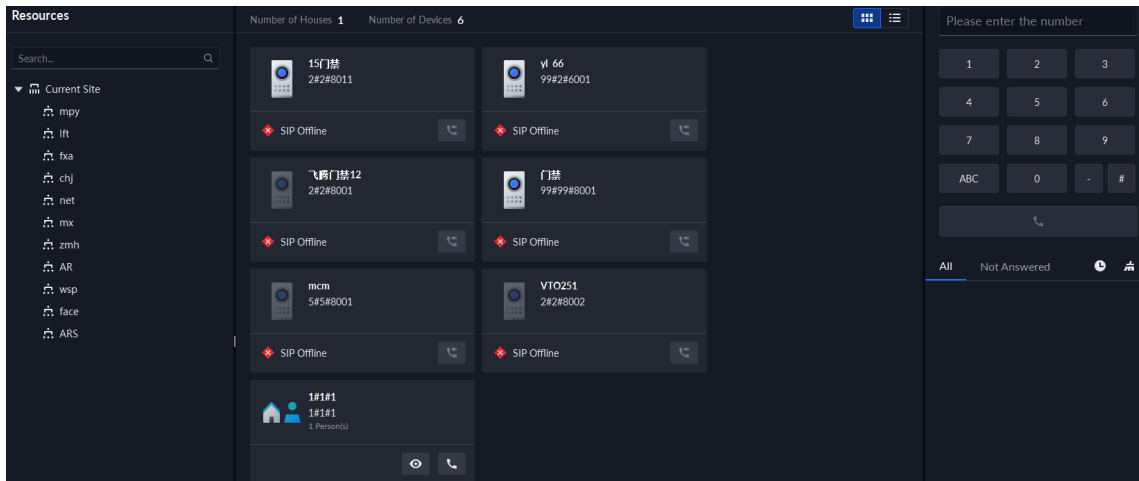 Resources
Search...
Current Site
mpy
lft
fxa
chj
net
mx
zmh
AR
wsp
face
ARS
Number of Houses 1 Number of Devices 6
15门禁
2#2#8011
SIP Offline
yl 66
99#2#6001
SIP Offline
飞腾门禁12
2#2#8001
SIP Offline
门禁
99#99#8001
SIP Offline
mcm
5#5#8001
SIP Offline
VTO251
2#2#8002
SIP Offline
1#1#1
1#1#1
1 Person(s)
Please enter the number
1 2 3
4 5 6
7 8 9
ABC 0 - #
All Not Answered